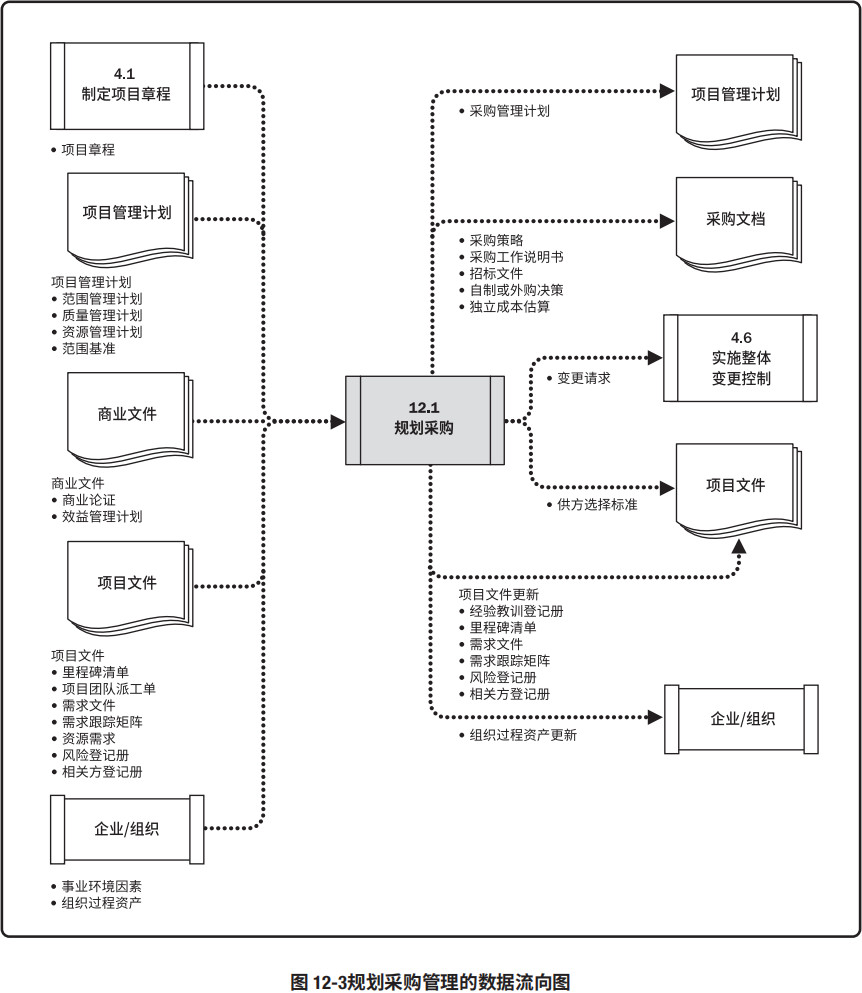 4.1
制定项目章程
• 项目章程
项目管理计划
项目管理计划
• 范围管理计划
• 质量管理计划
• 资源管理计划
• 范围基准
商业文件
商业文件
• 商业论证
• 效益管理计划
项目文件
项目文件
• 里程碑清单
• 项目团队派工单
• 需求文件
• 需求跟踪矩阵
• 资源需求
• 风险登记册
• 相关方登记册
企业/组织
• 事业环境因素
• 组织过程资产
12.1
规划采购
项目管理计划
• 采购管理计划
采购文档
• 采购策略
• 采购工作说明书
• 招标文件
• 自制或外购决策
• 独立成本估算
4.6
实施整体
变更控制
• 变更请求
项目文件
• 供方选择标准
项目文件更新
• 经验教训登记册
• 里程碑清单
• 需求文件
• 需求跟踪矩阵
• 风险登记册
• 相关方登记册
企业/组织
• 组织过程资产更新
图 12-3规划采购管理的数据流向图